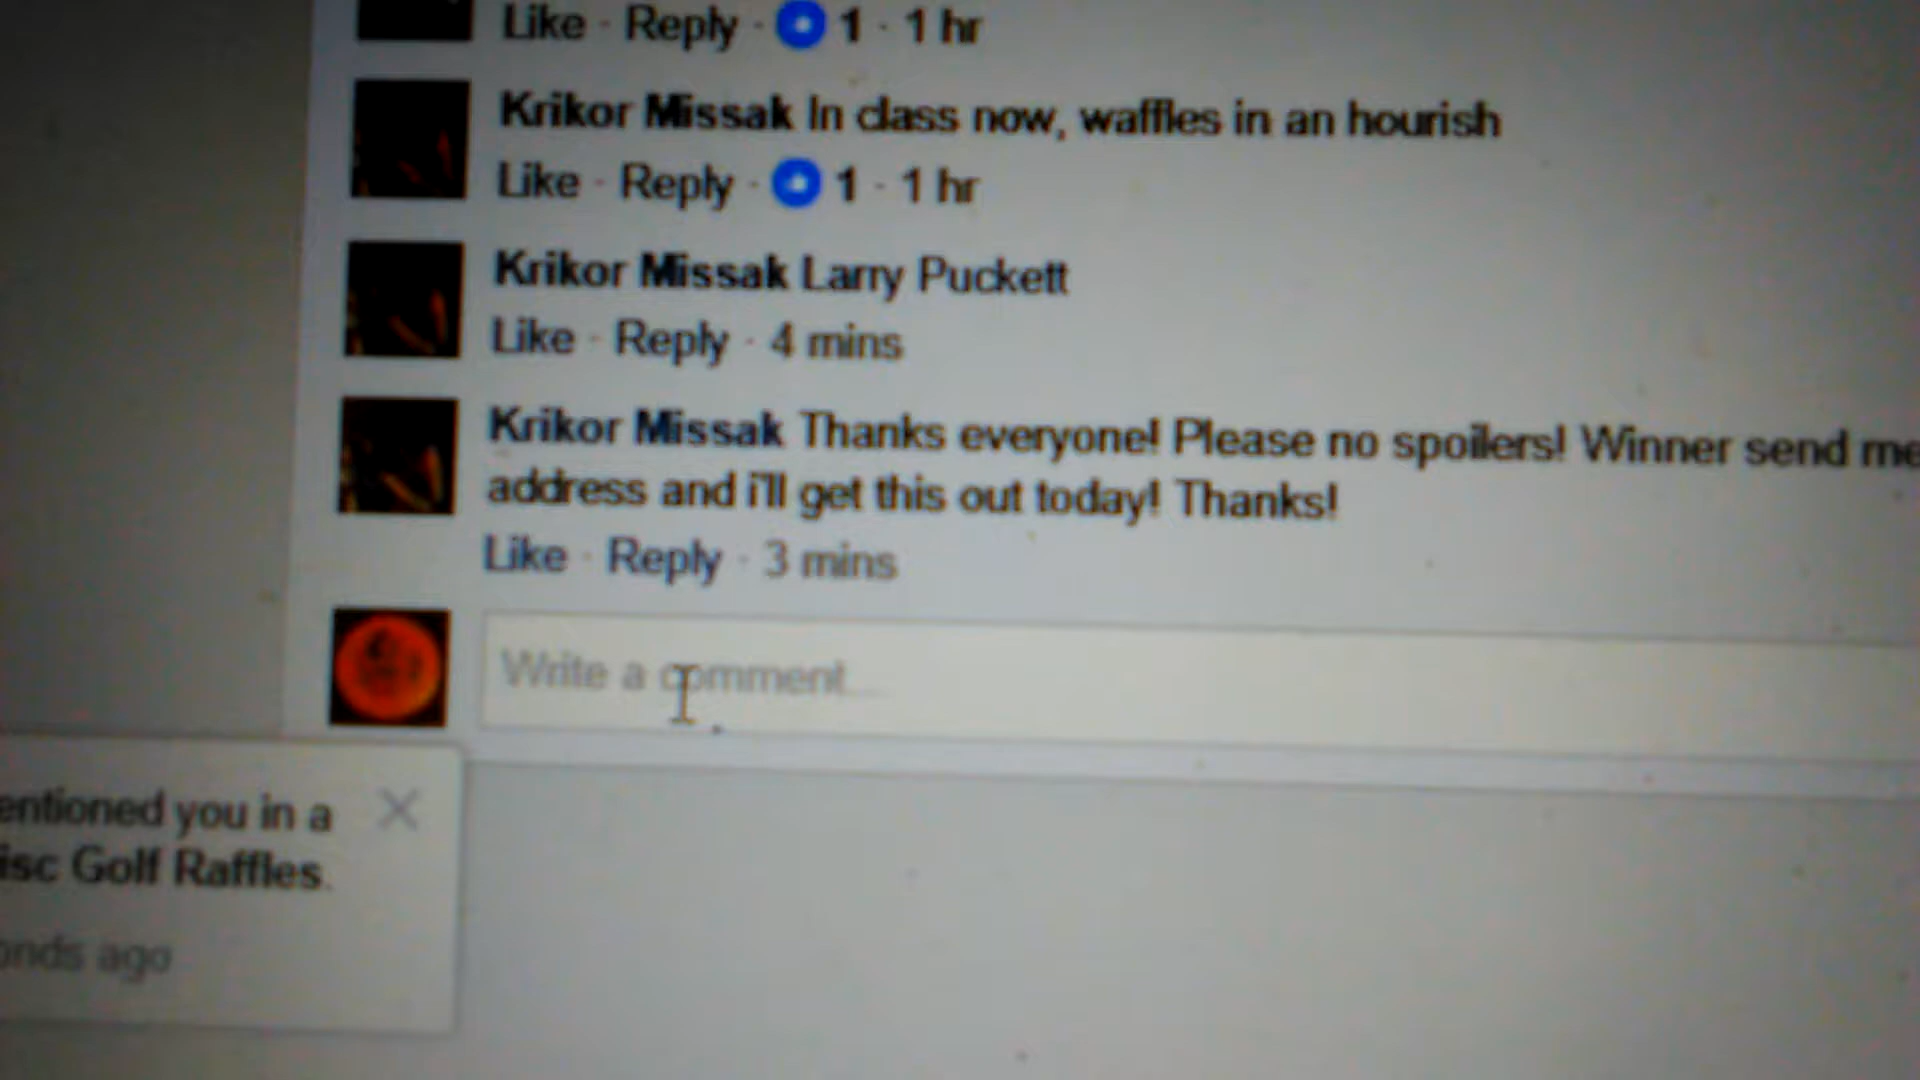 Like · Reply · 1 · 1 hr
Krikor Missak In class now, waffles in an hourish
Like · Reply · 1 · 1 hr
Krikor Missak Larry Puckett
Like · Reply · 4 mins
Krikor Missak Thanks everyone! Please no spoilers! Winner send me
address and i'll get this out today! Thanks!
Like · Reply · 3 mins
Write a comment...
entioned you in a
isc Golf Raffles.
onds ago